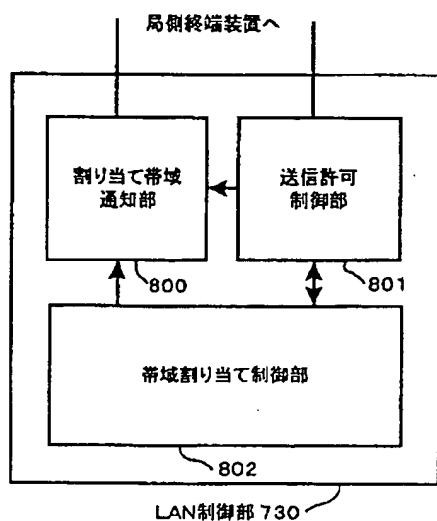 局側終端装置へ
割り当て帯域
通知部
送信許可
制御部
800
801
帯域割り当て制御部
802
LAN制御部 730